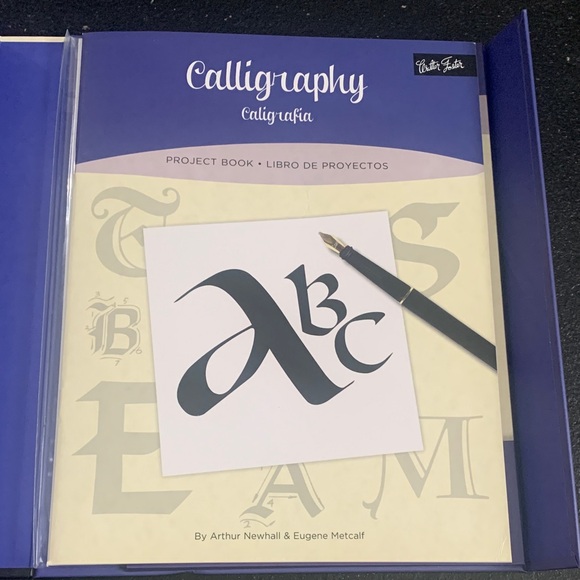 Calligraphy
Walter Foster
Caligrafía
PROJECT BOOK • LIBRO DE PROYECTOS
T S
ABC
B
E A M
By Arthur Newhall & Eugene Metcalf